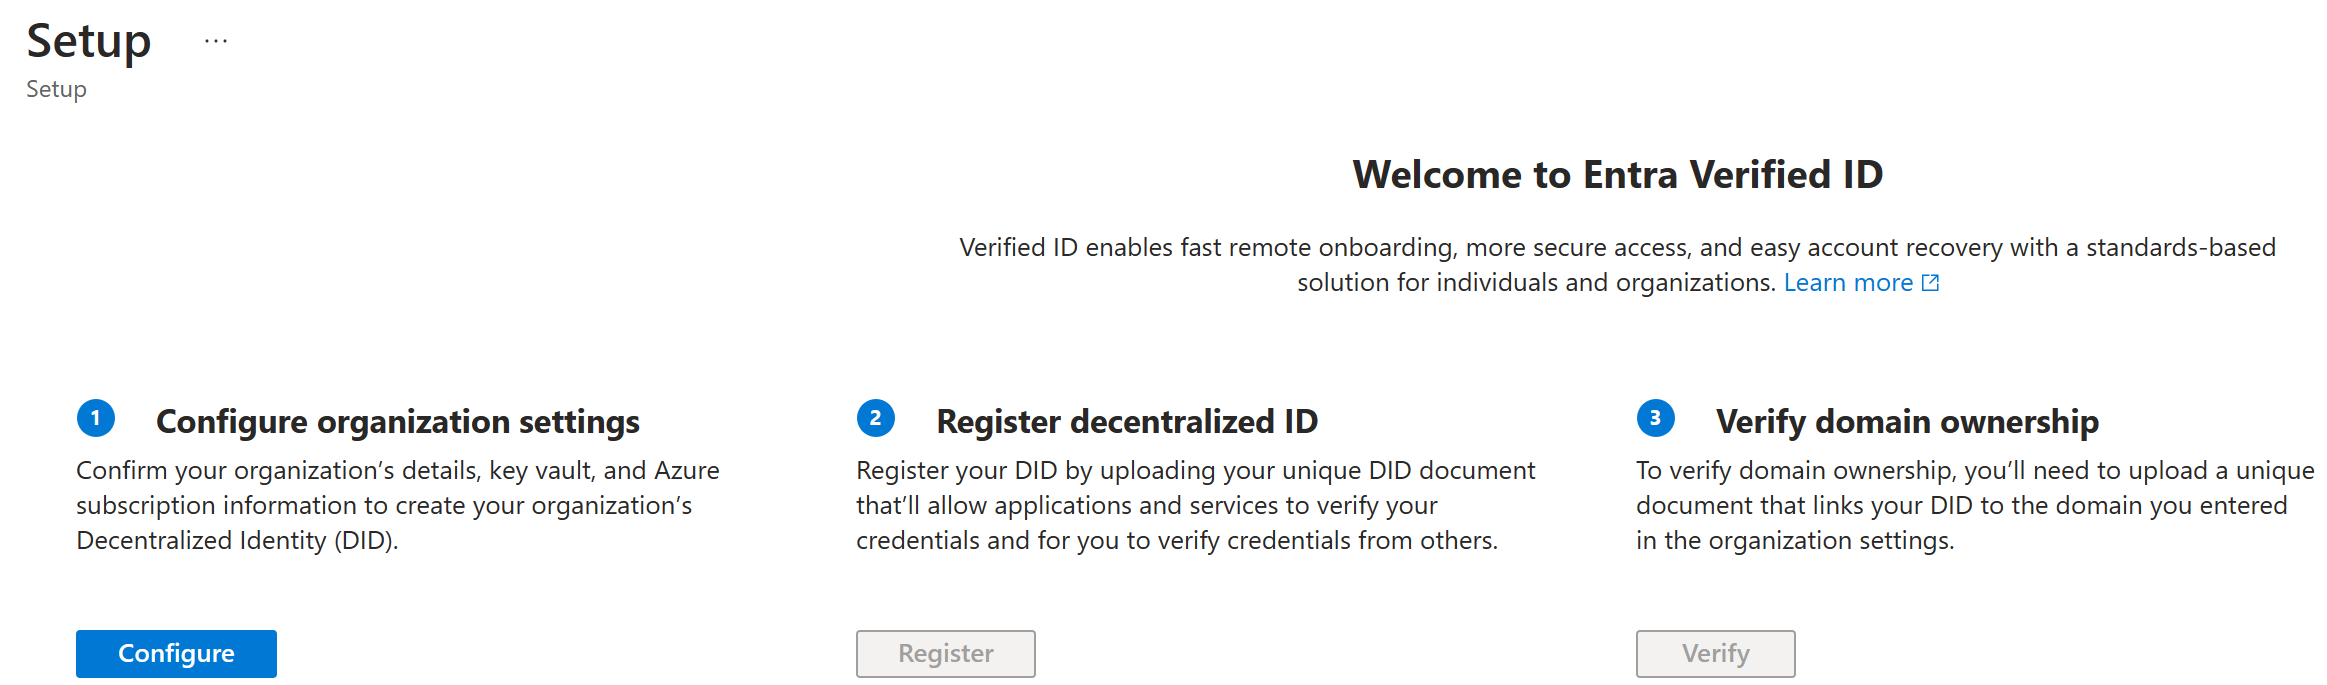 Setup
...
Setup
Welcome to Entra Verified ID
Verified ID enables fast remote onboarding, more secure access, and easy account recovery with a standards-based
solution for individuals and organizations. Learn more
1 Configure organization settings
Confirm your organization’s details, key vault, and Azure
subscription information to create your organization’s
Decentralized Identity (DID).
Configure
2 Register decentralized ID
Register your DID by uploading your unique DID document
that’ll allow applications and services to verify your
credentials and for you to verify credentials from others.
Register
3 Verify domain ownership
To verify domain ownership, you’ll need to upload a unique
document that links your DID to the domain you entered
in the organization settings.
Verify